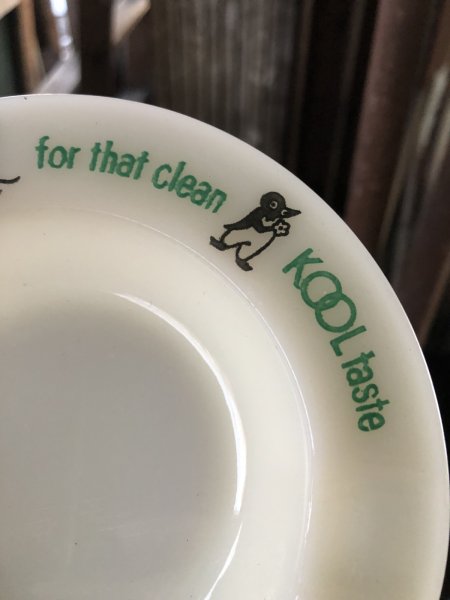 for that clean
KOOL taste